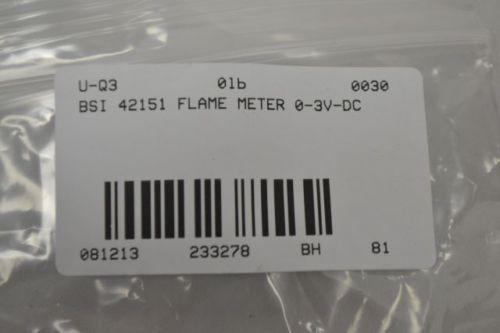 U-Q3 01b 0030
BSI 42151 FLAME METER 0-3V-DC
081213 233278 BH 81